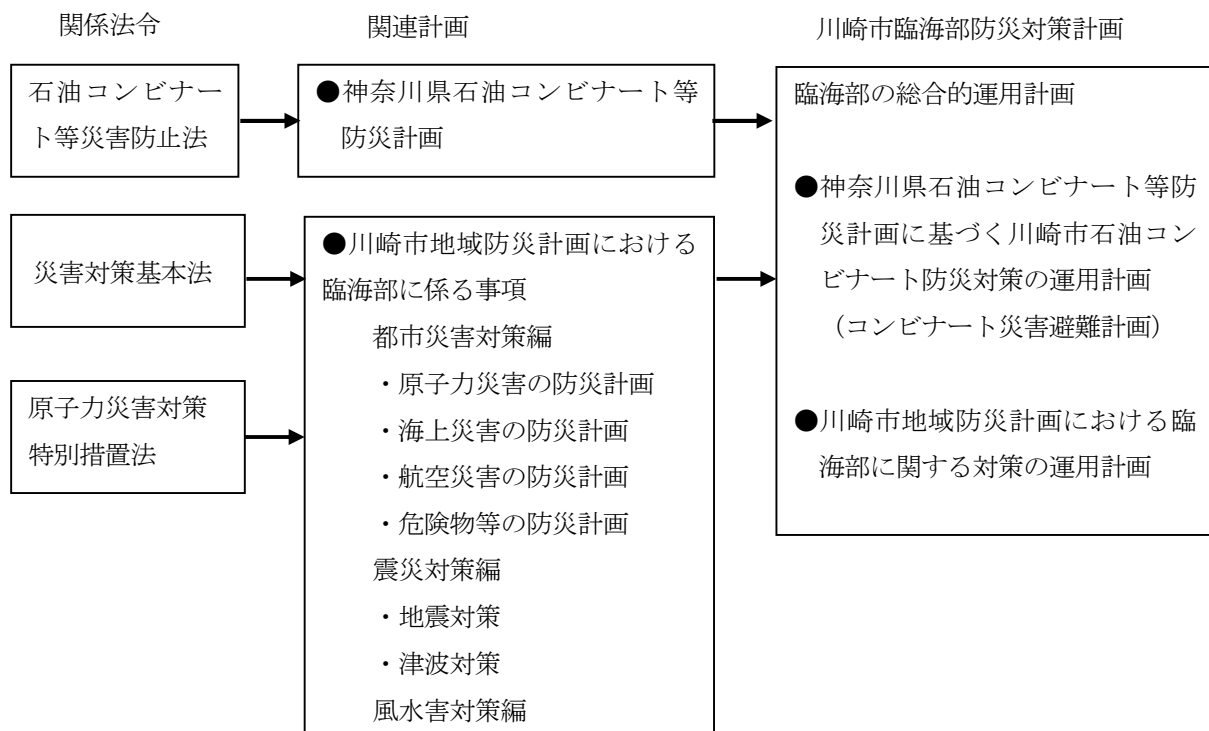 関係法令
関連計画
川崎市臨海部防災対策計画
石油コンビナー
ト等災害防止法
●神奈川県石油コンビナート等
防災計画
臨海部の総合的運用計画
●神奈川県石油コンビナート等防
災計画に基づく川崎市石油コン
ビナート防災対策の運用計画
（コンビナート災害避難計画）
●川崎市地域防災計画における臨
海部に関する対策の運用計画
災害対策基本法
原子力災害対策
特別措置法
●川崎市地域防災計画における
臨海部に係る事項
都市災害対策編
・原子力災害の防災計画
・海上災害の防災計画
・航空災害の防災計画
・危険物等の防災計画
震災対策編
・地震対策
・津波対策
風水害対策編